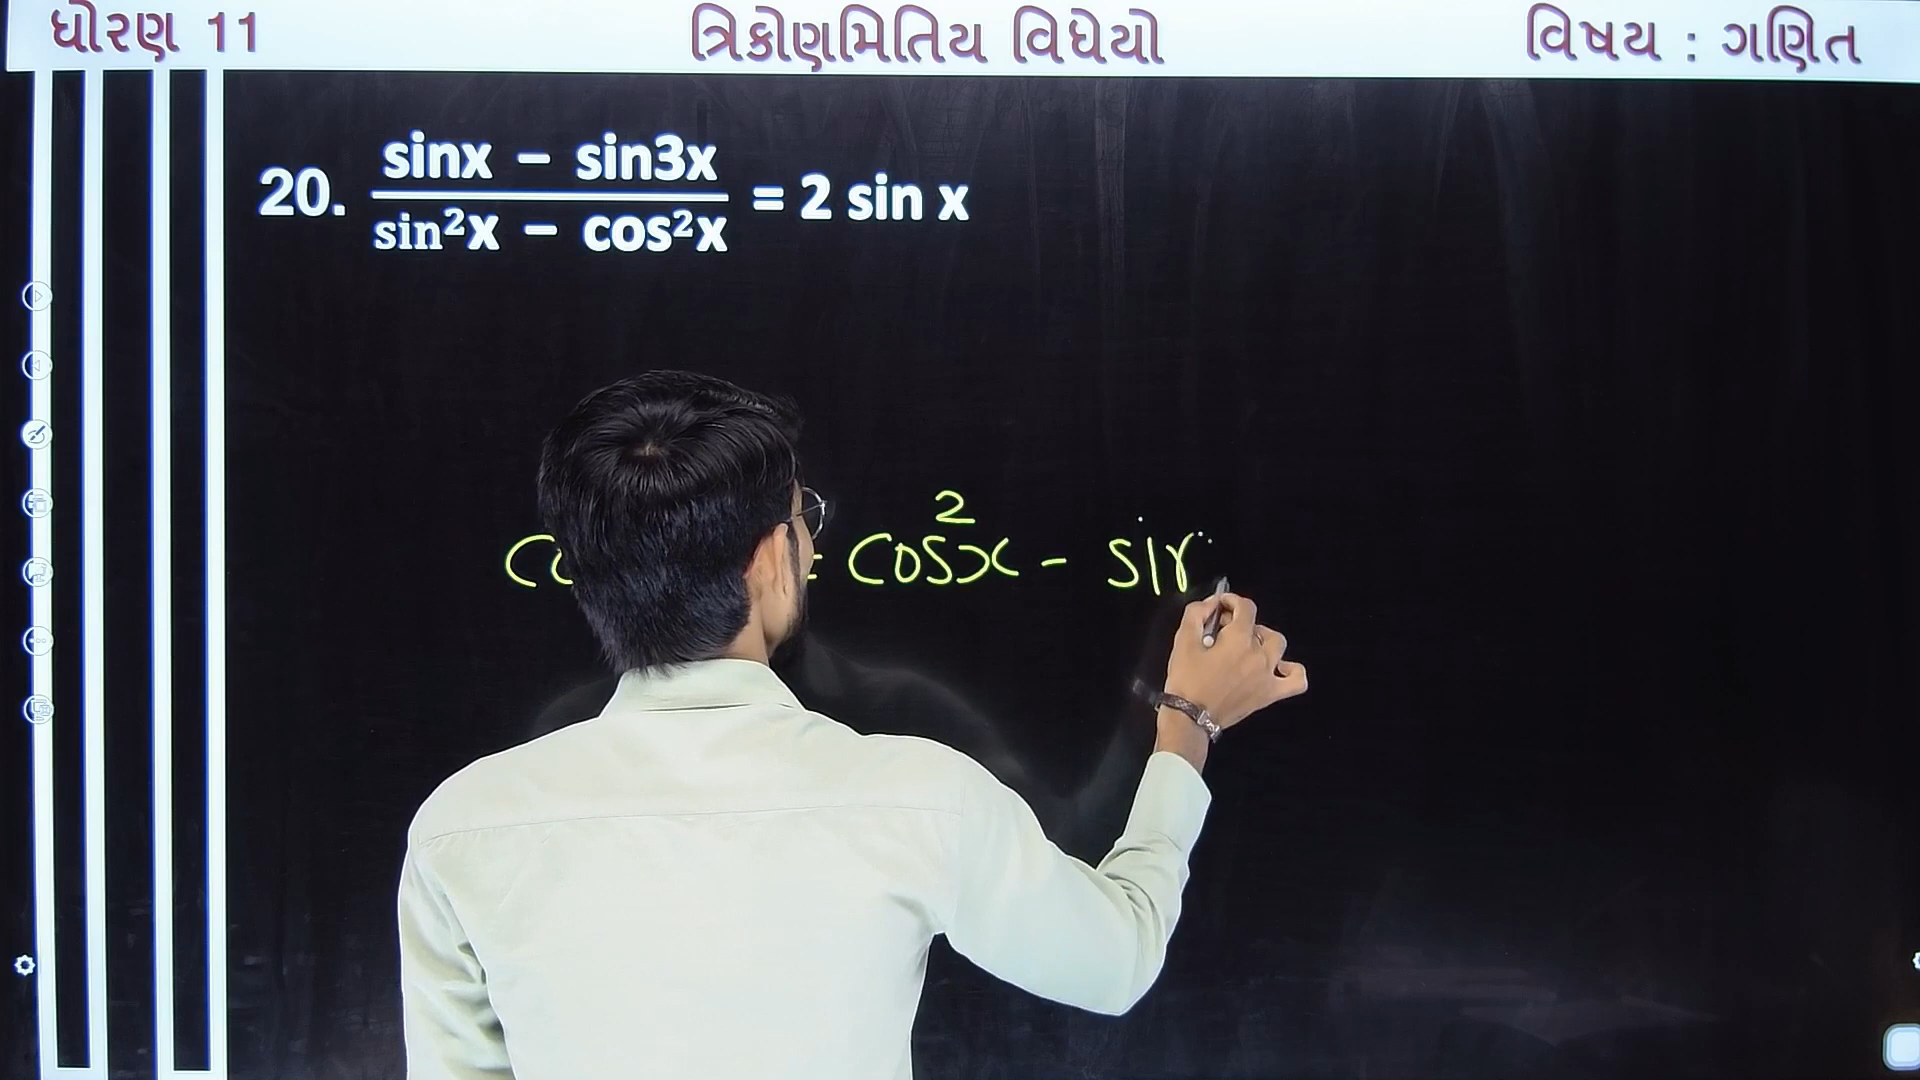 ધોરણ 11 ત્રિકોણમિતિય વિધેયો વિષય : ગણિત
20. sinx – sin3x / sin²x – cos²x = 2 sin x
= cos²x - sin